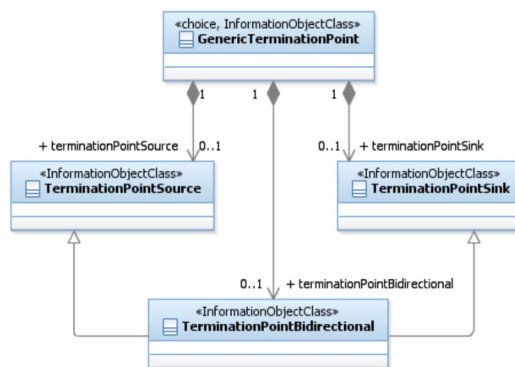 «choice, InformationObjectClass»
GenericTerminationPoint
1
1
1
+ terminationPointSource
0..1
0..1
+ terminationPointSink
«InformationObjectClass»
TerminationPointSource
«InformationObjectClass»
TerminationPointSink
0..1
+ terminationPointBidirectional
«InformationObjectClass»
TerminationPointBidirectional